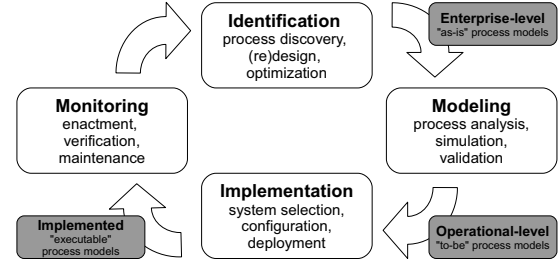 Identification
process discovery,
(re)design,
optimization
Enterprise-level
"as-is" process models
Modeling
process analysis,
simulation,
validation
Operational-level
"to-be" process models
Implementation
system selection,
configuration,
deployment
Implemented
"executable"
process models
Monitoring
enactment,
verification,
maintenance